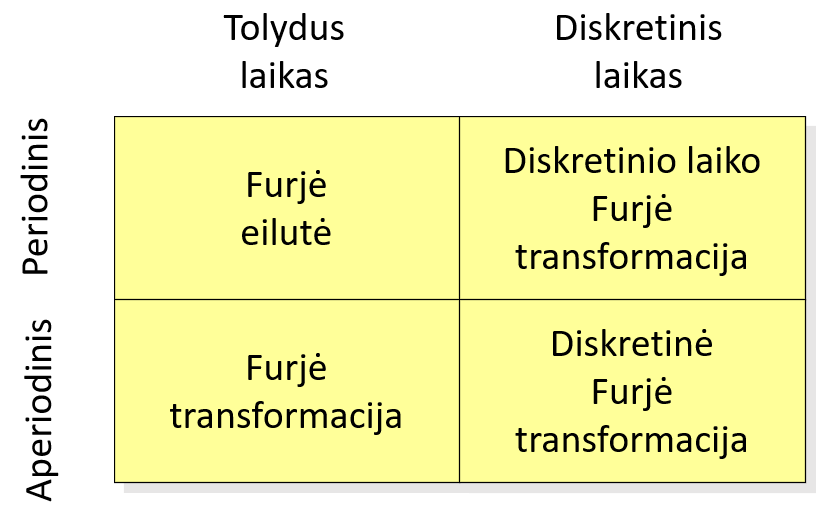 Tolydus
laikas
Diskretinis
laikas
Periodinis
Furjė
eilutė
Diskretinio laiko
Furjė
transformacija
Aperiodinis
Furjė
transformacija
Diskretinė
Furjė
transformacija